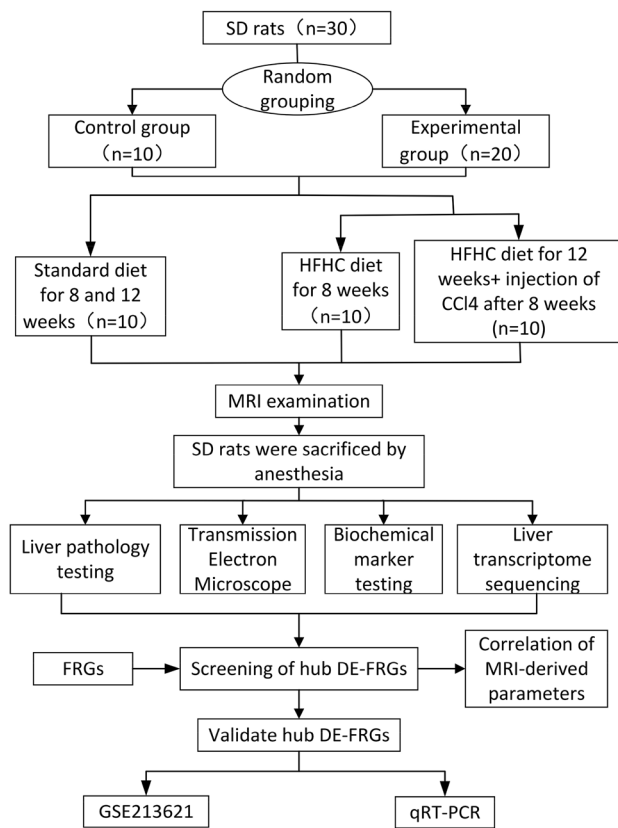 SD rats（n=30）
Random
grouping
Control group
（n=10）
Experimental
group（n=20）
Standard diet
for 8 and 12
weeks（n=10）
HFHC diet
for 8 weeks
（n=10）
HFHC diet for 12
weeks+ injection of
CCl4 after 8 weeks
(n=10)
MRI examination
SD rats were sacrificed by
anesthesia
Liver pathology
testing
Transmission
Electron
Microscope
Biochemical
marker
testing
Liver
transcriptome
sequencing
FRGs
Screening of hub DE-FRGs
Correlation of
MRI-derived
parameters
Validate hub DE-FRGs
GSE213621
qRT-PCR